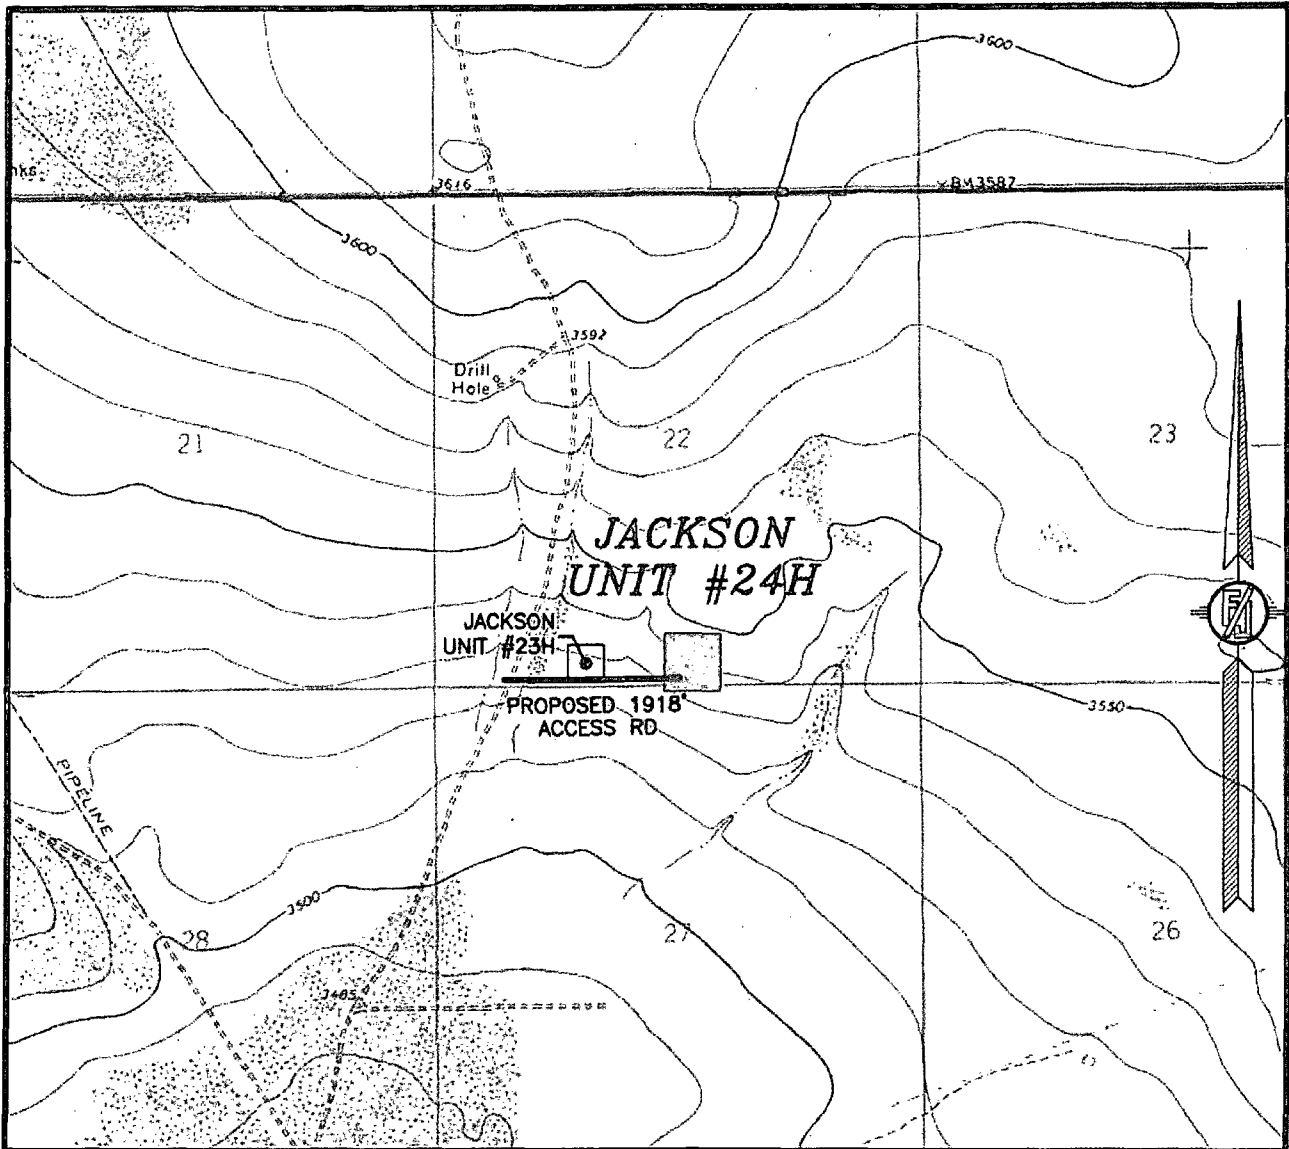 3600
nks
3616
BM3587
3600
3592
Drill
Hole
21
22
23
JACKSON
UNIT #24H
JACKSON
UNIT #23H
PROPOSED 1918'
ACCESS RD
3550
PIPELINE
3500
28
27
26